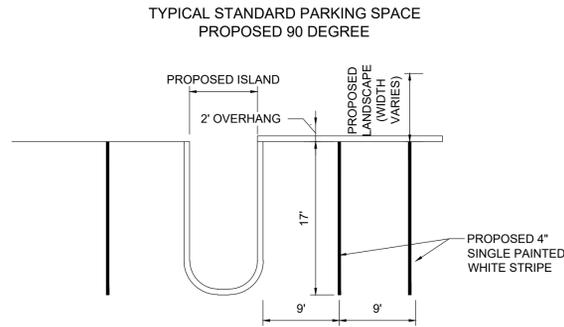 TYPICAL STANDARD PARKING SPACE
PROPOSED 90 DEGREE
PROPOSED ISLAND
2' OVERHANG
PROPOSED
LANDSCAPE
(WIDTH
VARIES)
17'
PROPOSED 4"
SINGLE PAINTED
WHITE STRIPE
9'
9'